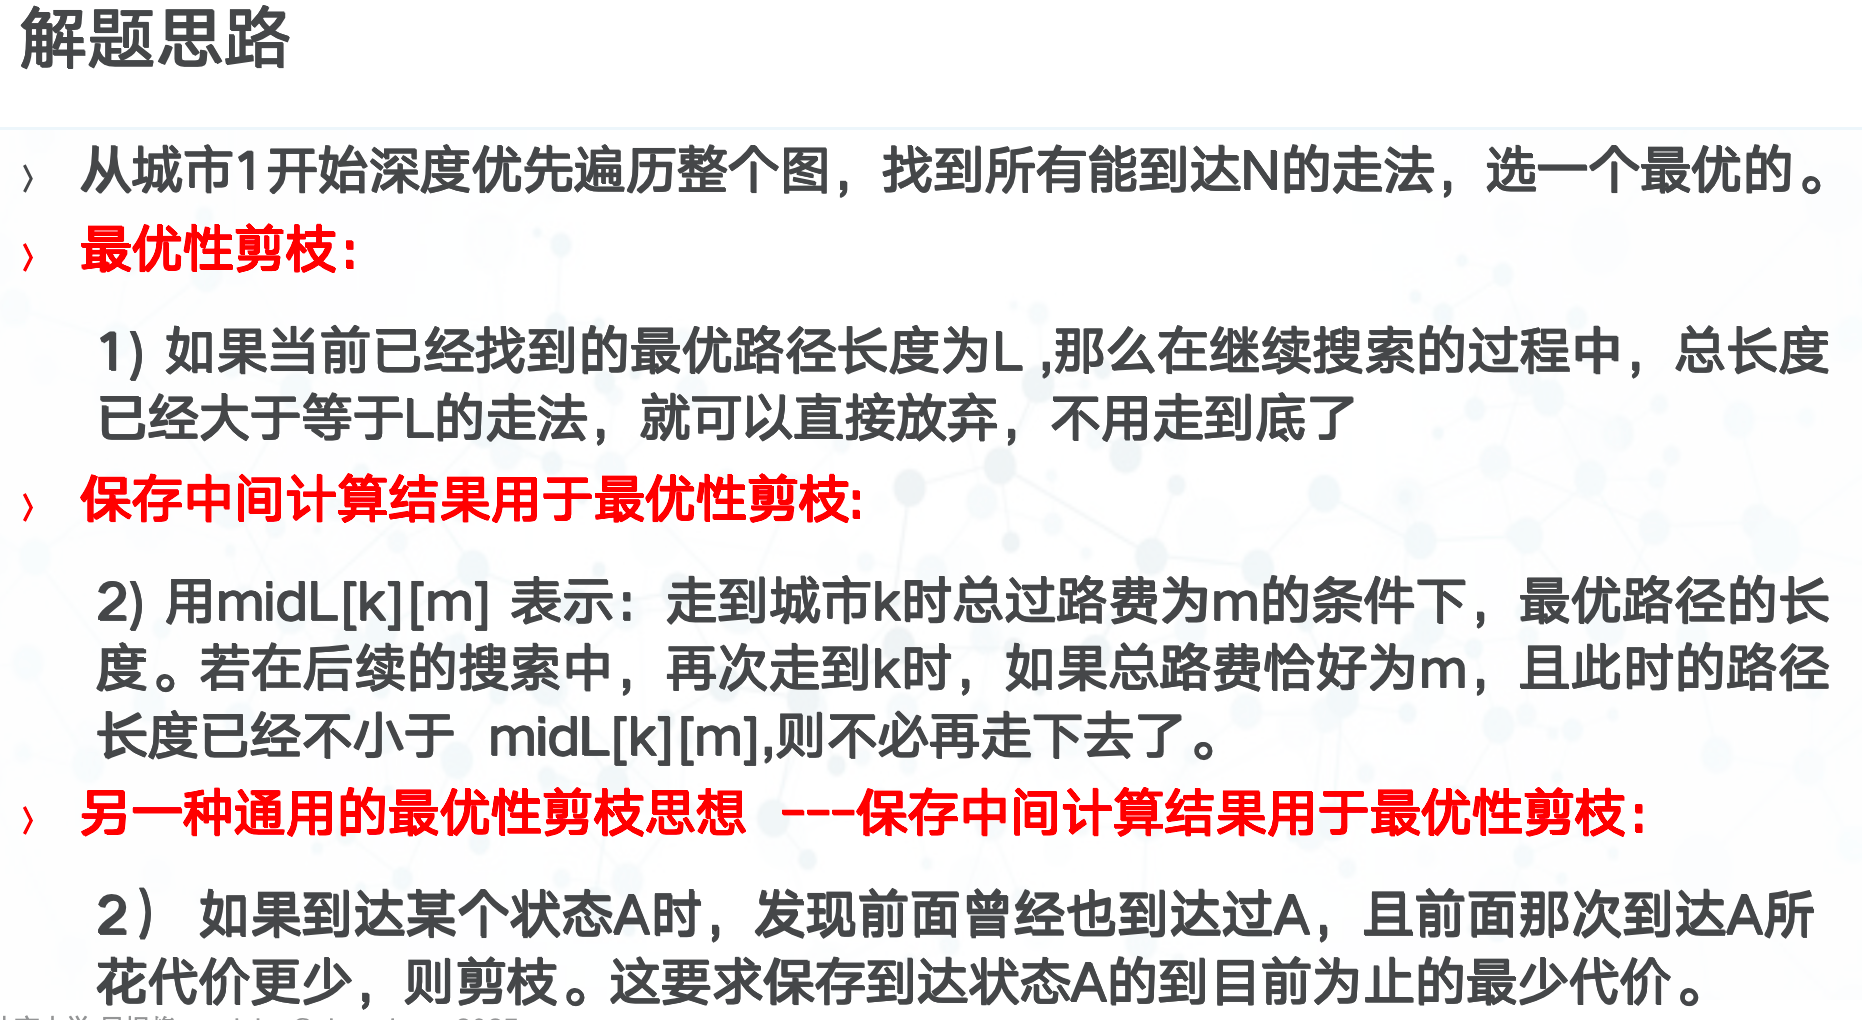 解题思路
〉 从城市1开始深度优先遍历整个图，找到所有能到达N的走法，选一个最优的。
〉 最优性剪枝：
1) 如果当前已经找到的最优路径长度为L ,那么在继续搜索的过程中，总长度
已经大于等于L的走法，就可以直接放弃，不用走到底了
〉 保存中间计算结果用于最优性剪枝:
2) 用midL[k][m] 表示：走到城市k时总过路费为m的条件下，最优路径的长
度。若在后续的搜索中，再次走到k时，如果总路费恰好为m，且此时的路径
长度已经不小于 midL[k][m],则不必再走下去了。
〉 另一种通用的最优性剪枝思想 ---保存中间计算结果用于最优性剪枝：
2） 如果到达某个状态A时，发现前面曾经也到达过A，且前面那次到达A所
花代价更少，则剪枝。这要求保存到达状态A的到目前为止的最少代价。